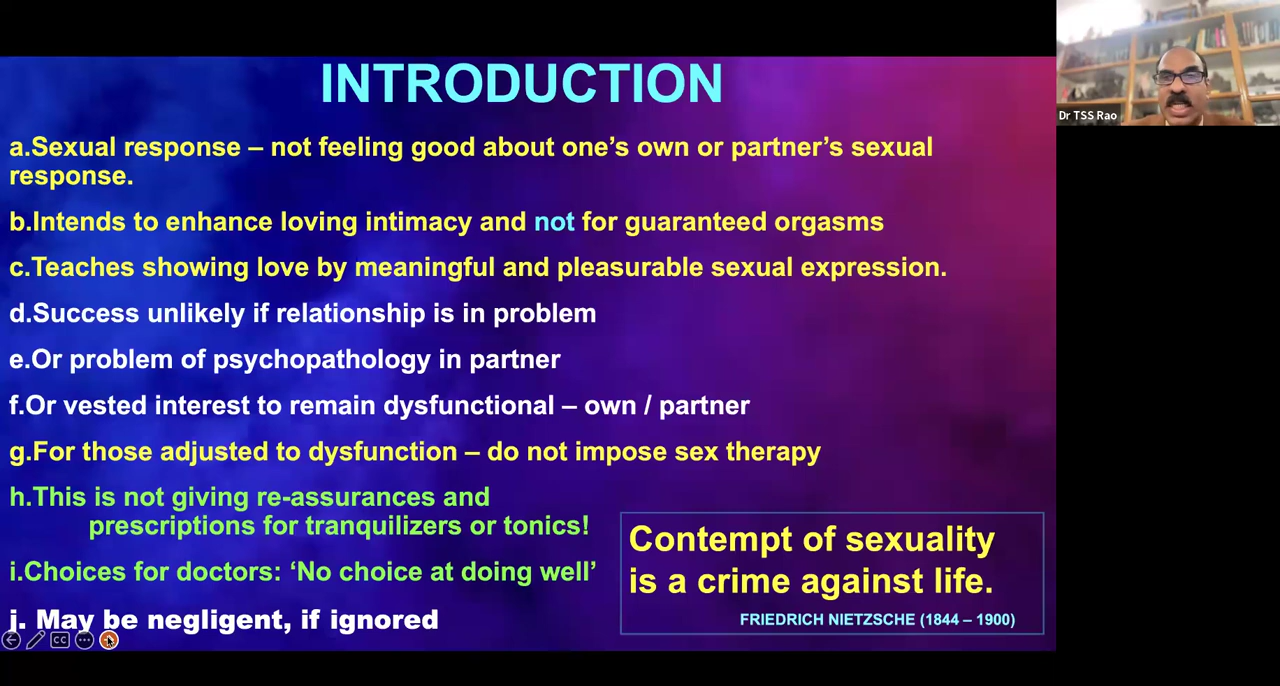 INTRODUCTION
a.Sexual response – not feeling good about one's own or partner's sexual
response.
b.Intends to enhance loving intimacy and not for guaranteed orgasms
c.Teaches showing love by meaningful and pleasurable sexual expression.
d.Success unlikely if relationship is in problem
e.Or problem of psychopathology in partner
f.Or vested interest to remain dysfunctional – own / partner
g.For those adjusted to dysfunction – do not impose sex therapy
h.This is not giving re-assurances and
prescriptions for tranquilizers or tonics!
i.Choices for doctors: ‘No choice at doing well’
j. May be negligent, if ignored
Contempt of sexuality
is a crime against life.
FRIEDRICH NIETZSCHE (1844 – 1900)
CC
Dr TSS Rao